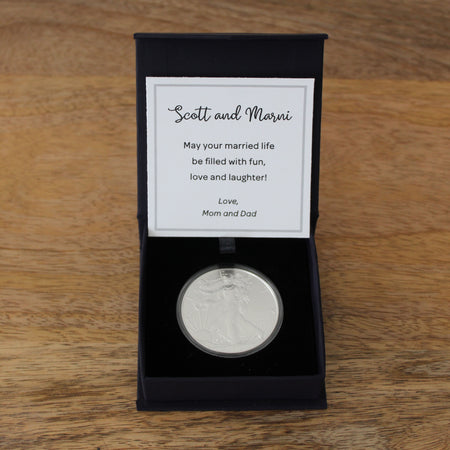 Scott and Marni
May your married life
be filled with fun,
love and laughter!
Love,
Mom and Dad